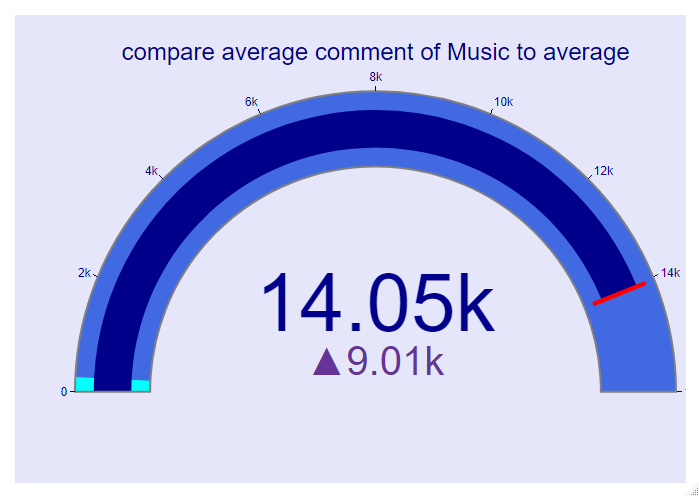 compare average comment of Music to average
8k
6k
10k
4k
12k
2k
14k
14.05k
▲9.01k
0